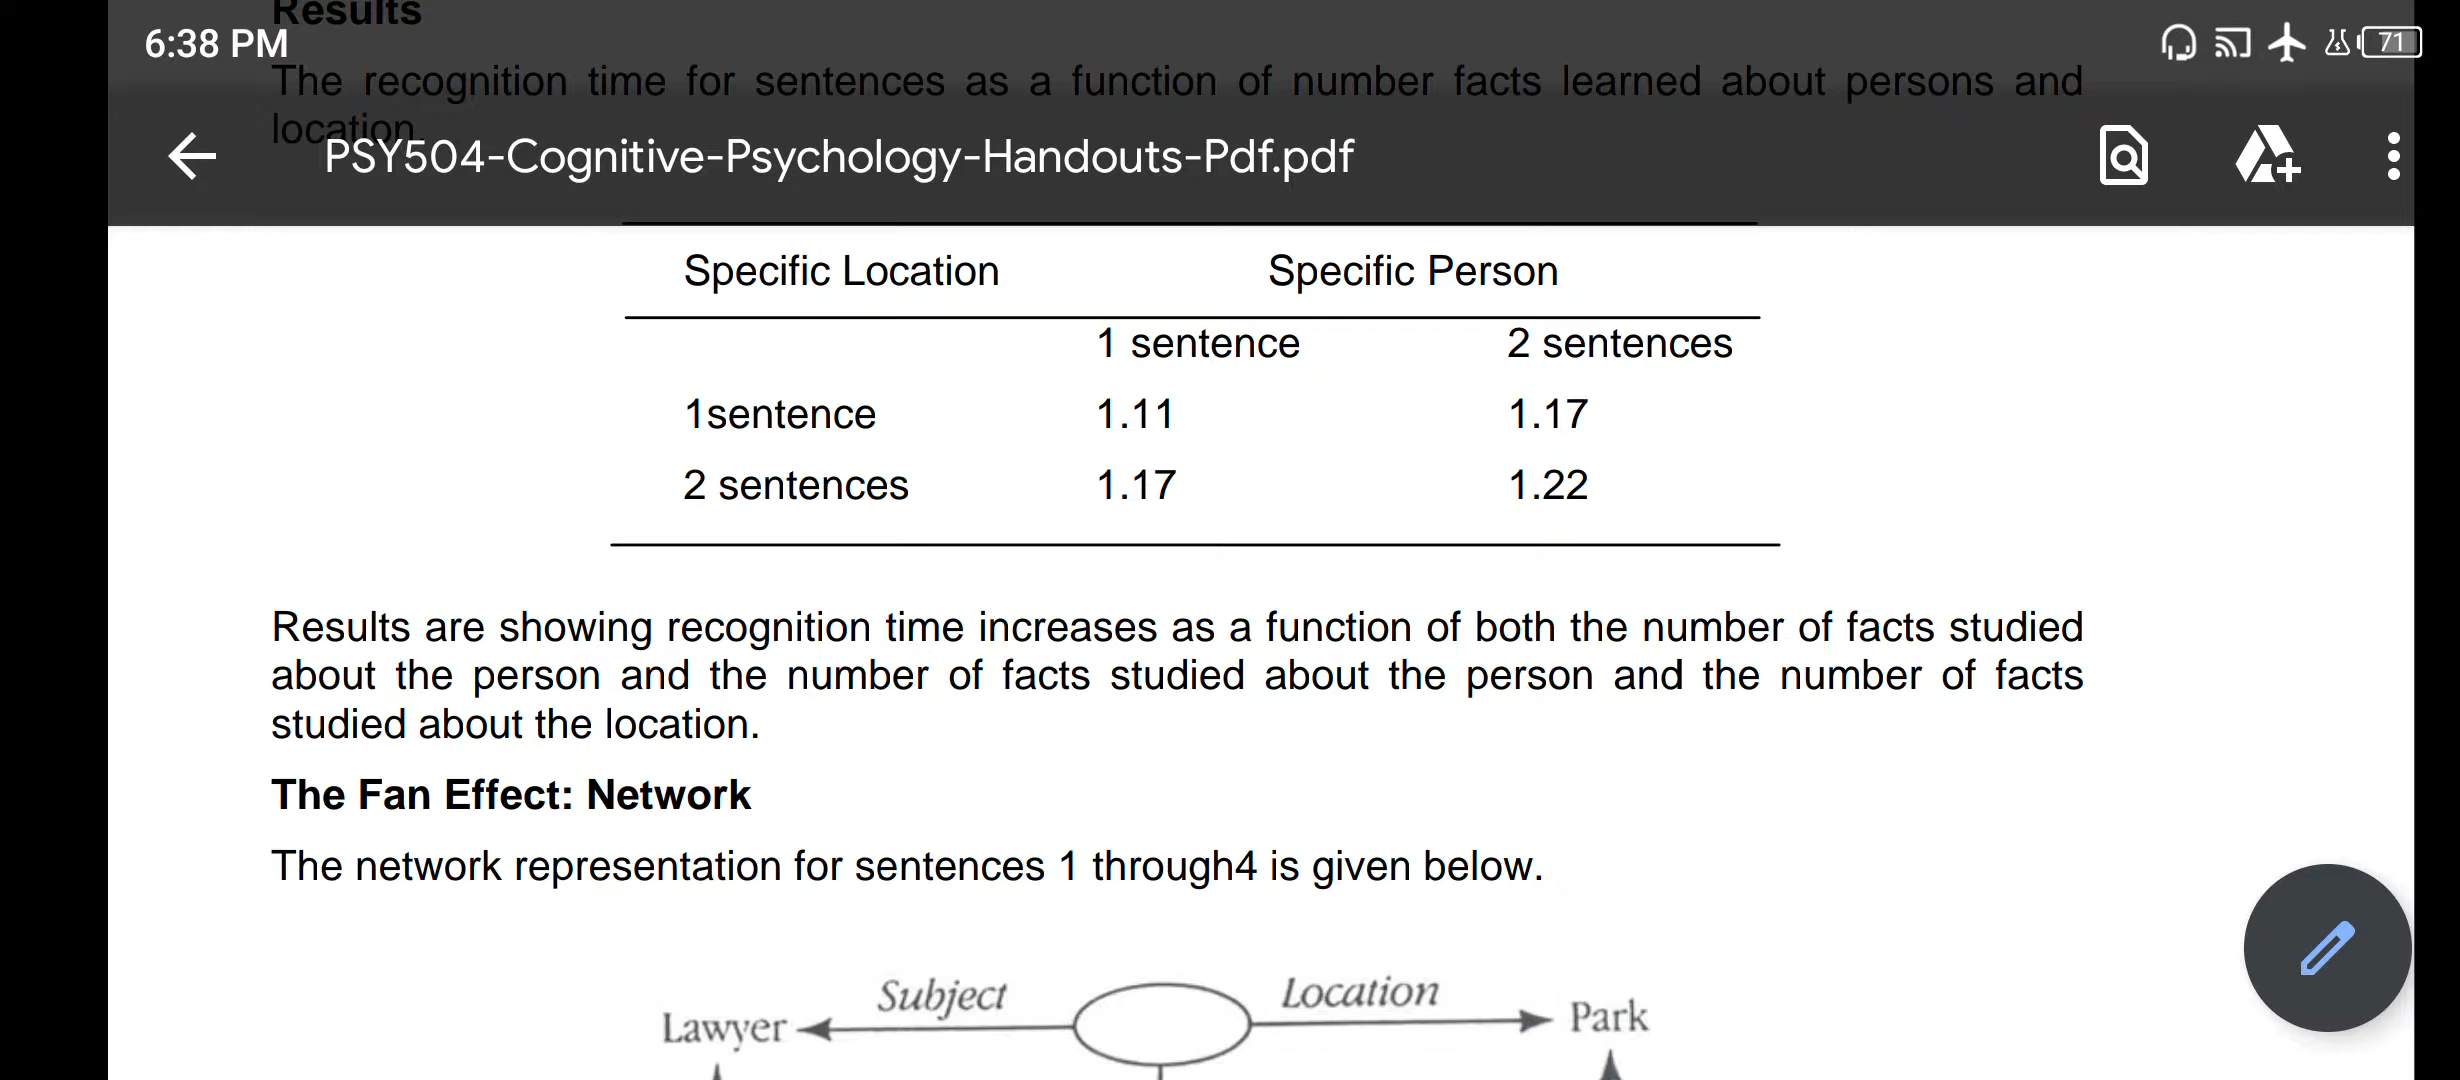 Results
6:38 PM
71
The recognition time for sentences as a function of number facts learned about persons and
location.
PSY504-Cognitive-Psychology-Handouts-Pdf.pdf
Specific Location Specific Person
1 sentence 2 sentences
1sentence 1.11 1.17
2 sentences 1.17 1.22
Results are showing recognition time increases as a function of both the number of facts studied
about the person and the number of facts studied about the person and the number of facts
studied about the location.
The Fan Effect: Network
The network representation for sentences 1 through4 is given below.
Subject Location
Lawyer Park